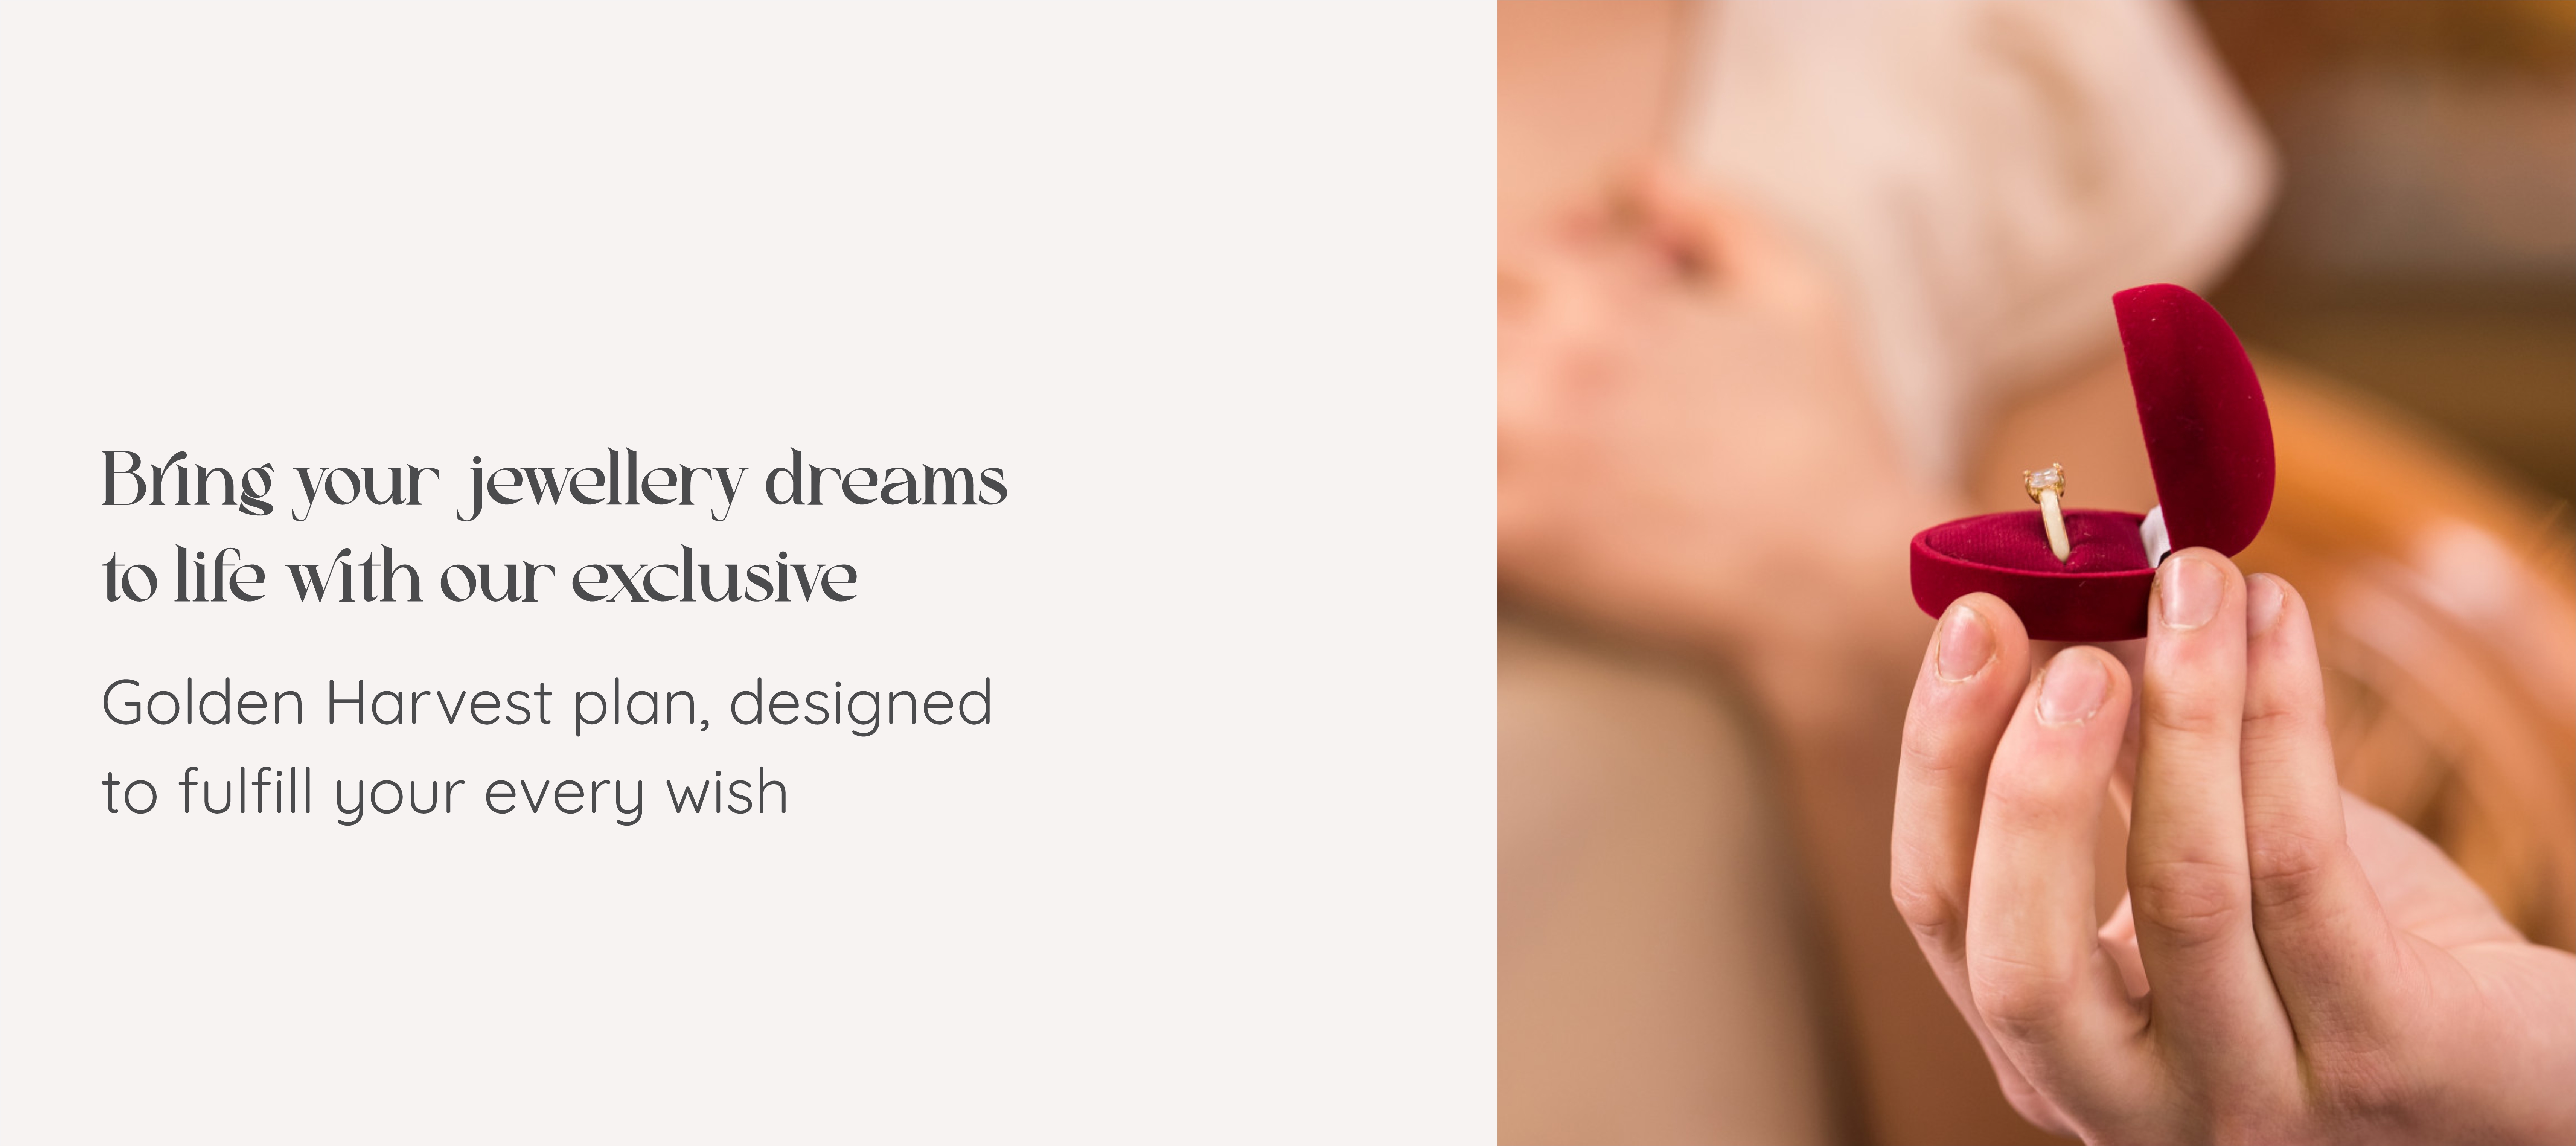 Bring your jewellery dreams
to life with our exclusive
Golden Harvest plan, designed
to fulfill your every wish